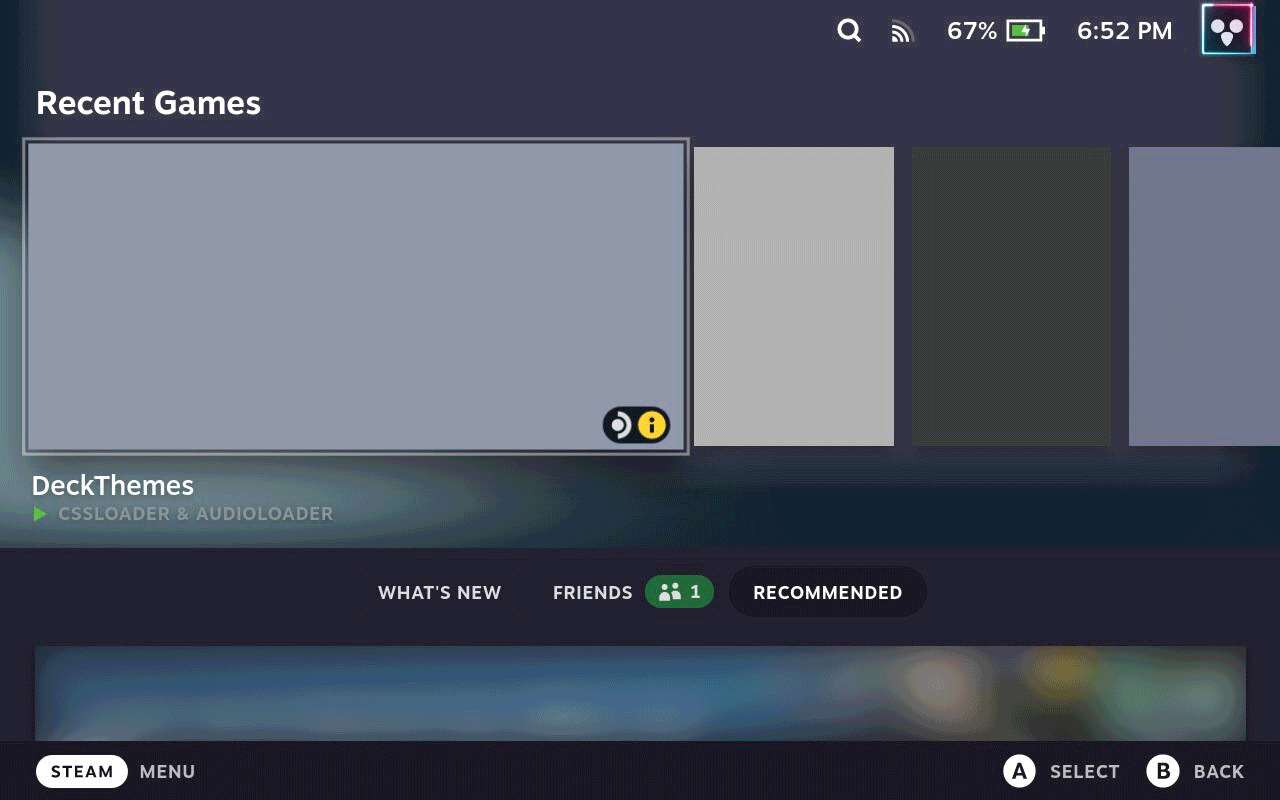 67% 6:52 PM
Recent Games
DeckThemes
CSSLOADER & AUDIOLOADER
WHAT'S NEW FRIENDS 1 RECOMMENDED
STEAM MENU A SELECT B BACK